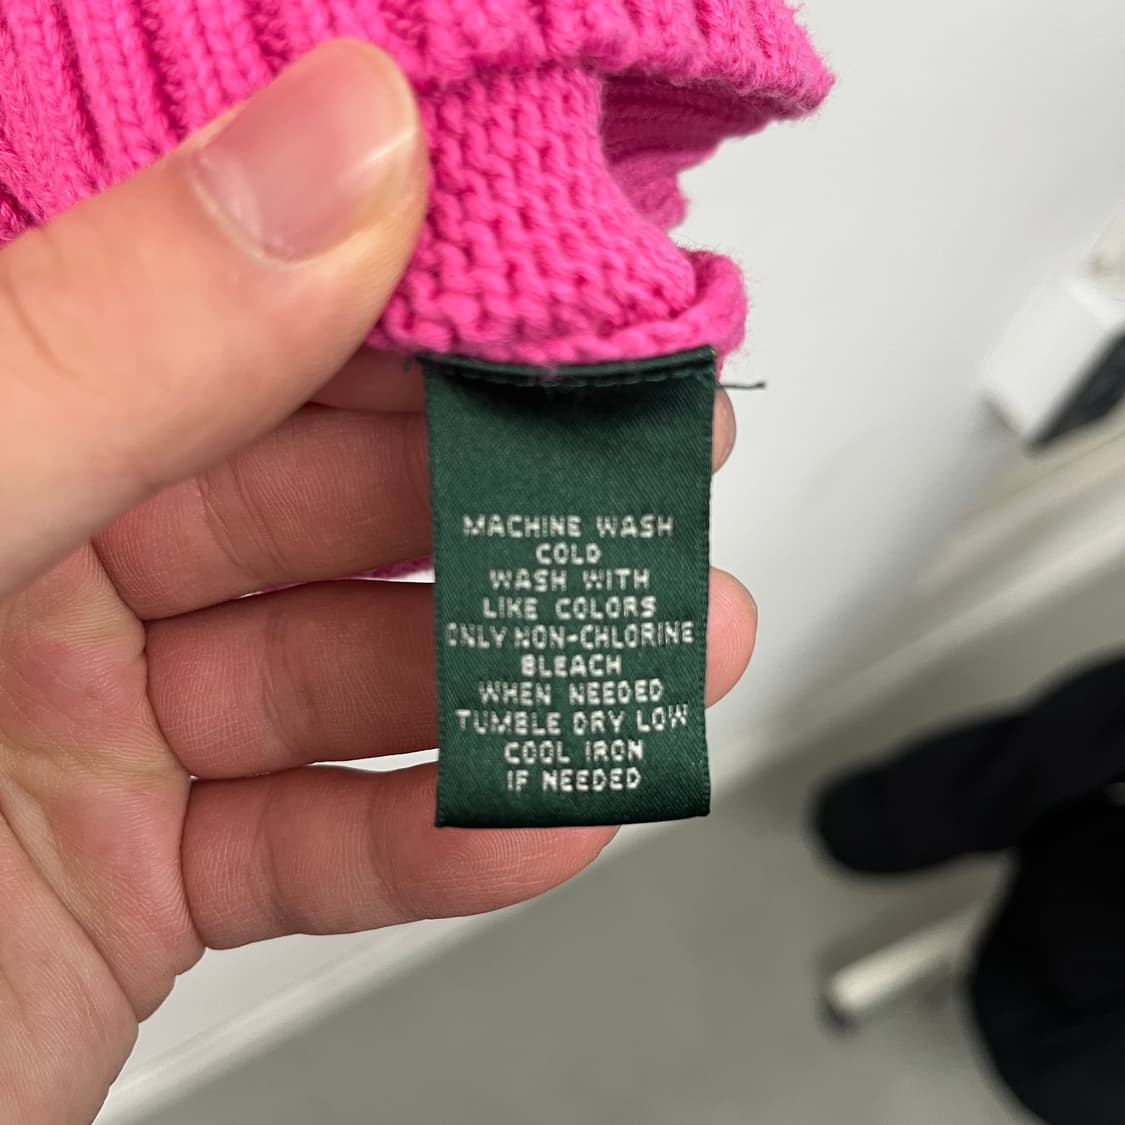 MACHINE WASH
COLD
WASH WITH
LIKE COLORS
ONLY NON-CHLORINE
BLEACH
WHEN NEEDED
TUMBLE DRY LOW
COOL IRON
IF NEEDED